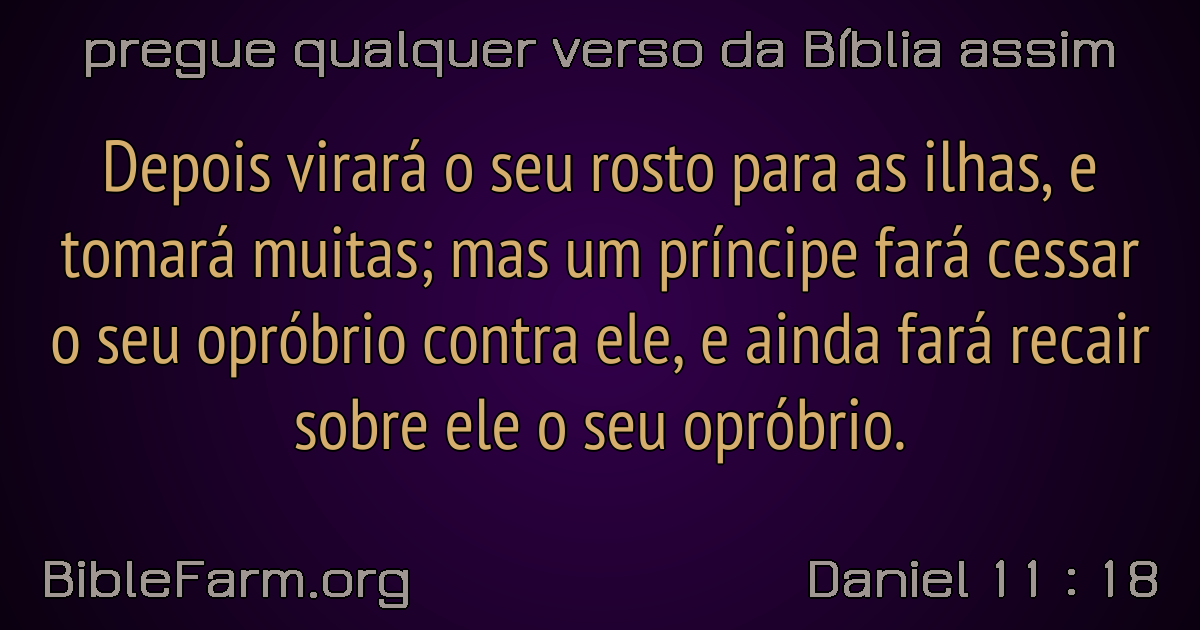 pregue qualquer verso da Bíblia assim
Depois virará o seu rosto para as ilhas, e
tomará muitas; mas um príncipe fará cessar
o seu opróbrio contra ele, e ainda fará recair
sobre ele o seu opróbrio.
BibleFarm.org
Daniel 11 : 18